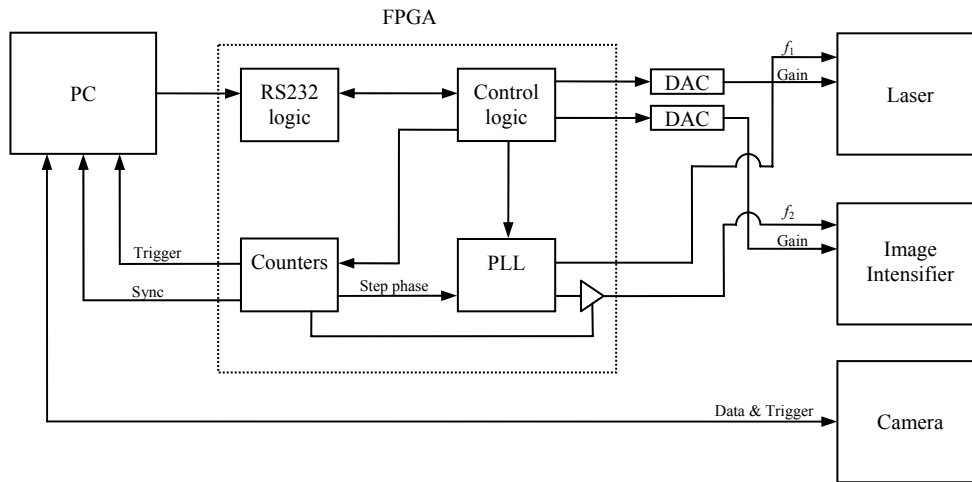 FPGA
PC
RS232
logic
Control
logic
DAC
DAC
f1
Gain
Laser
Trigger
Sync
Counters
Step phase
PLL
f2
Gain
Image
Intensifier
Data & Trigger
Camera